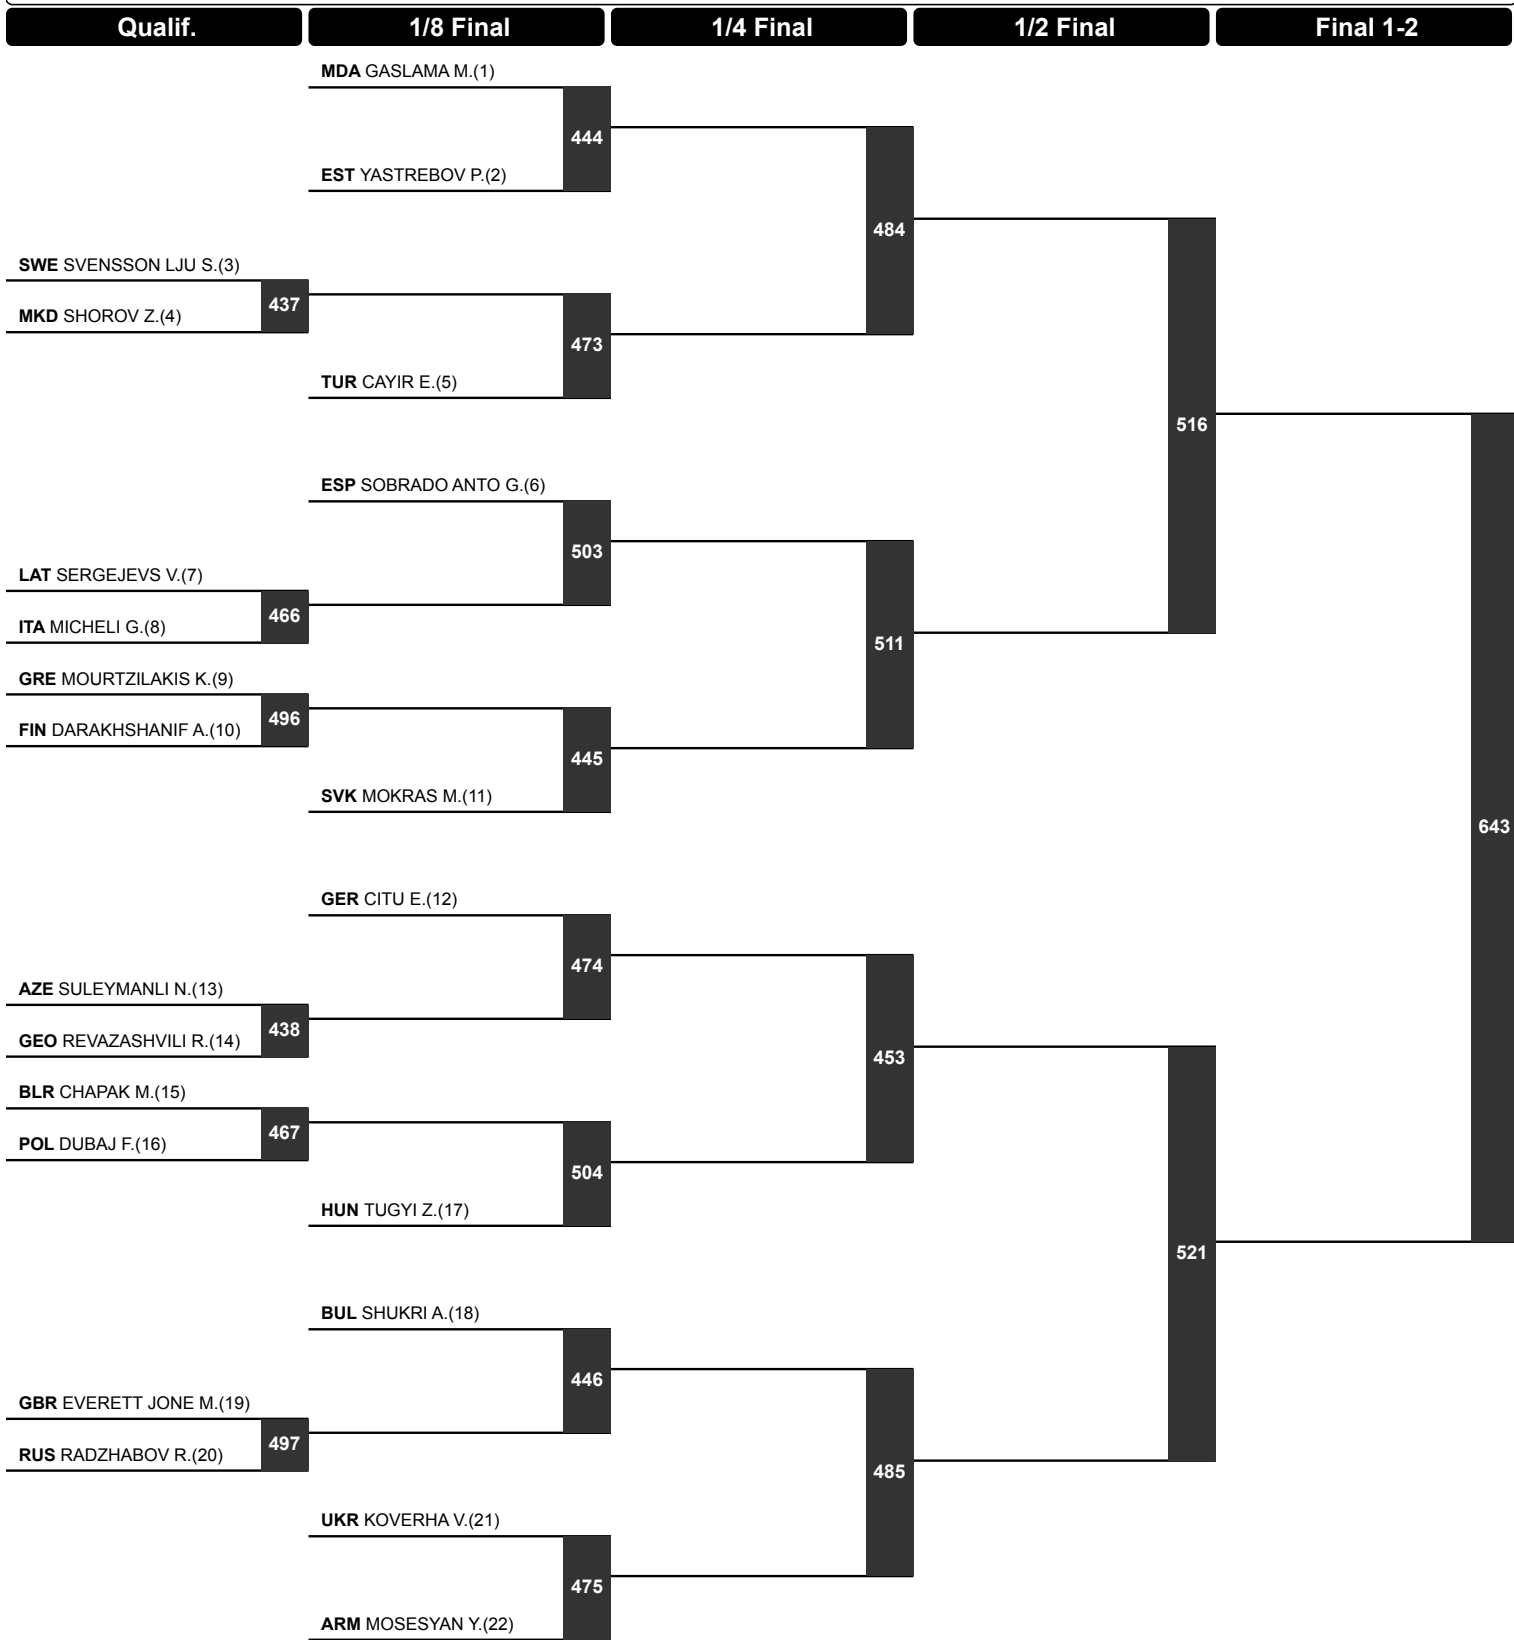 Qualif.
1/8 Final
1/4 Final
1/2 Final
Final 1-2
MDA GASLAMA M.(1)
444
EST YASTREBOV P.(2)
484
SWE SVENSSON LJU S.(3)
437
MKD SHOROV Z.(4)
473
TUR CAYIR E.(5)
516
ESP SOBRADO ANTO G.(6)
503
LAT SERGEJEVS V.(7)
466
ITA MICHELI G.(8)
511
GRE MOURTZILAKIS K.(9)
496
FIN DARAKHSHANIF A.(10)
445
SVK MOKRAS M.(11)
643
GER CITU E.(12)
474
AZE SULEYMANLI N.(13)
438
GEO REVAZASHVILI R.(14)
453
BLR CHAPAK M.(15)
467
POL DUBAJ F.(16)
504
HUN TUGYI Z.(17)
521
BUL SHUKRI A.(18)
446
GBR EVERETT JONE M.(19)
497
RUS RADZHABOV R.(20)
485
UKR KOVERHA V.(21)
475
ARM MOSESYAN Y.(22)